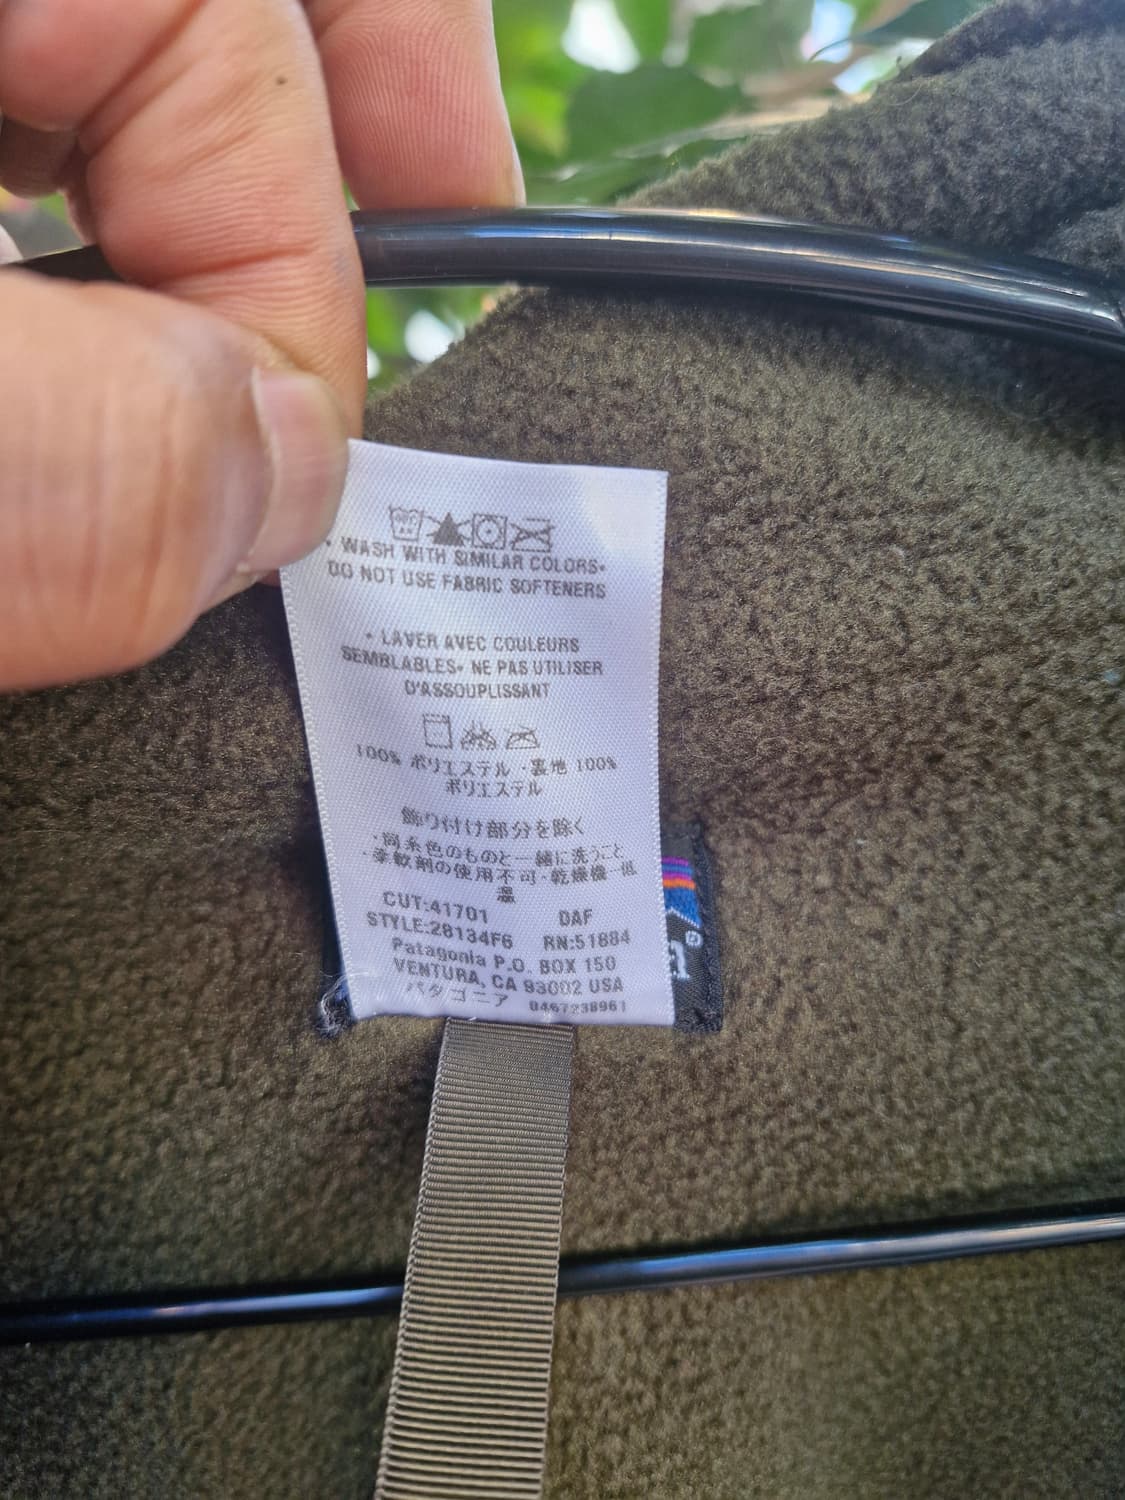 • WASH WITH SIMILAR COLORS•
DO NOT USE FABRIC SOFTENERS
• LAVER AVEC COULEURS
SEMBLABLES• NE PAS UTILISER
D'ASSOUPLISSANT
100% ポリエステル ・裏地 100%
ポリエステル
飾り付け部分を除く
・同系色のものと一緒に洗うこと
・柔軟剤の使用不可・乾燥機-低
温
CUT:41701 DAF
STYLE:28134F6 RN:51884
Patagonia P.O. BOX 150
VENTURA, CA 93002 USA
パタゴニア 0467238961